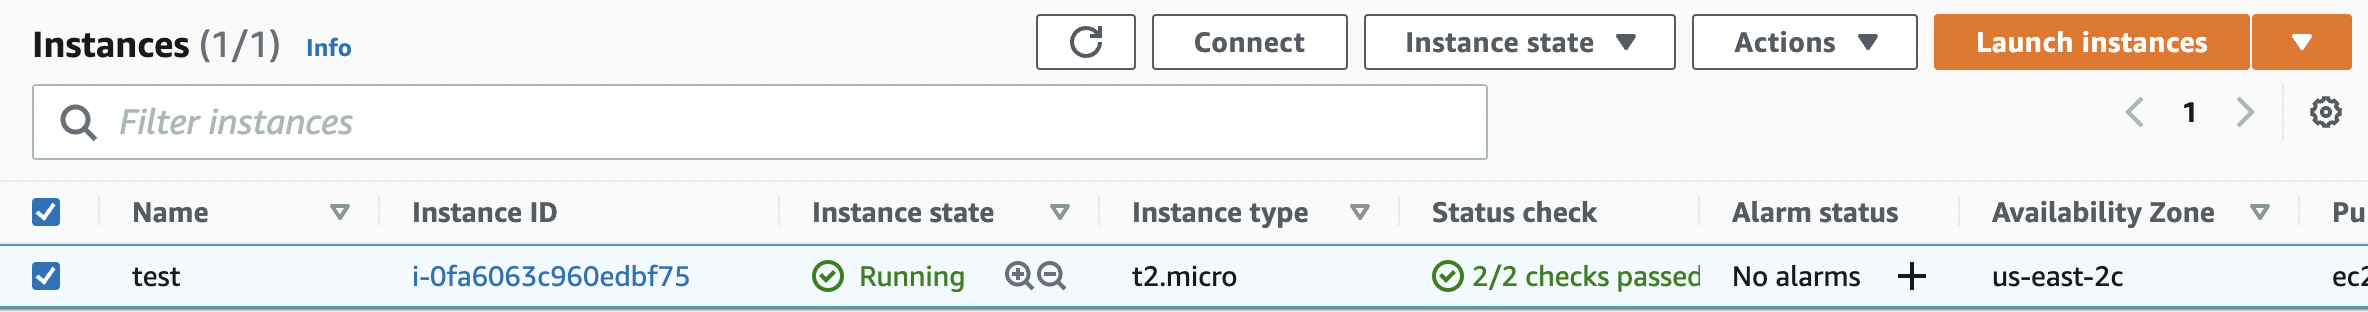 Instances (1/1) Info Connect Instance state Actions Launch instances
Filter instances 1
Name Instance ID Instance state Instance type Status check Alarm status Availability Zone Pu
test i-0fa6063c960edbf75 Running t2.micro 2/2 checks passed No alarms + us-east-2c ec2